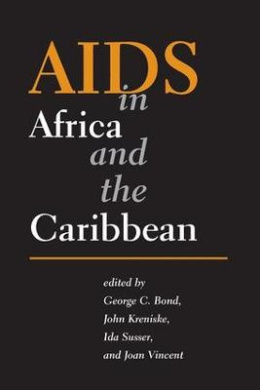 AIDS
in
Africa
and
the
Caribbean
edited by
George C. Bond,
John Kreniske,
Ida Susser,
and Joan Vincent